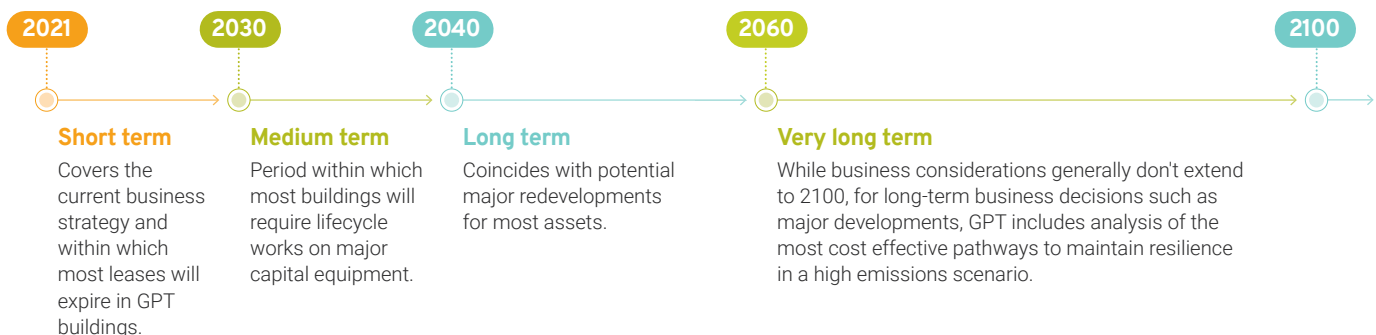 2021
2030
2040
2060
2100
Short term
Covers the
current business
strategy and
within which
most leases will
expire in GPT
buildings.
Medium term
Period within which
most buildings will
require lifecycle
works on major
capital equipment.
Long term
Coincides with potential
major redevelopments
for most assets.
Very long term
While business considerations generally don't extend
to 2100, for long-term business decisions such as
major developments, GPT includes analysis of the
most cost effective pathways to maintain resilience
in a high emissions scenario.